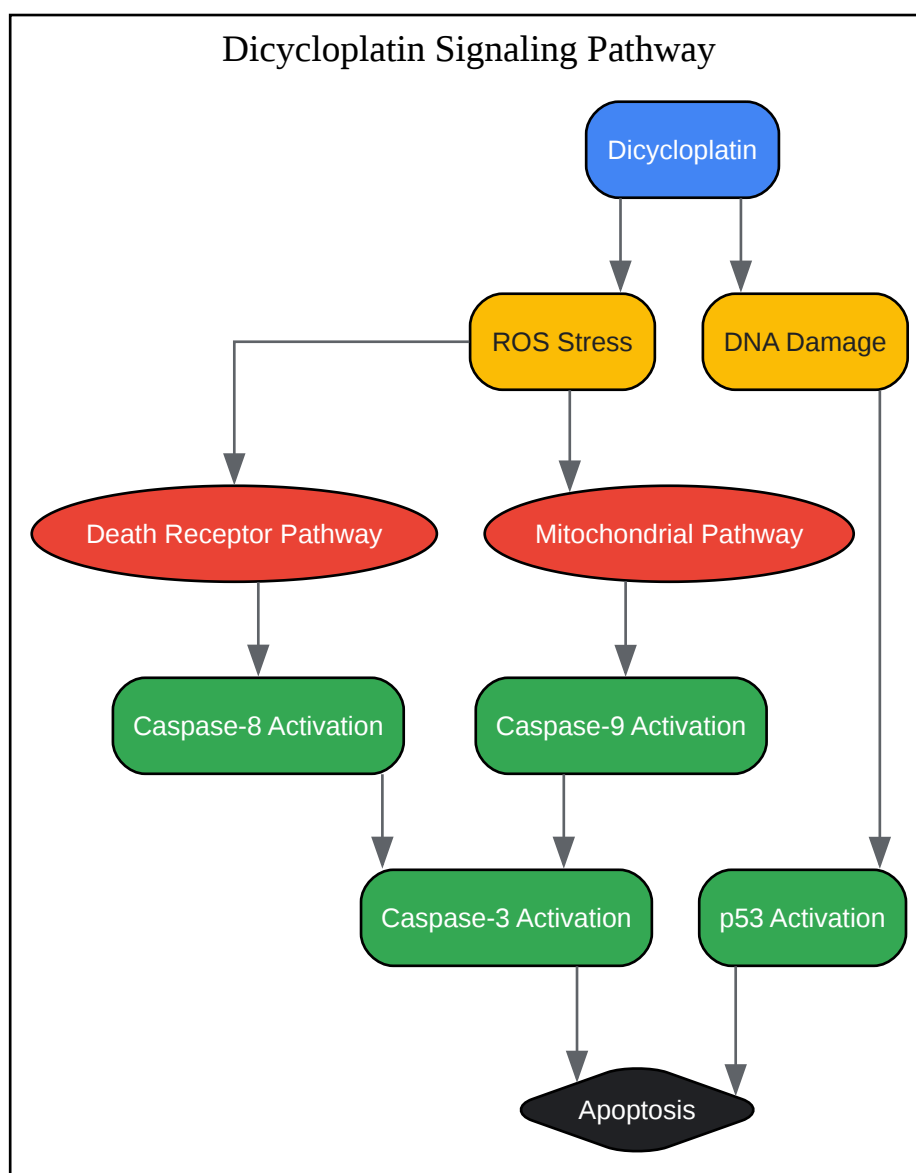 Dicycloplatin Signaling Pathway
Dicycloplatin
ROS Stress
DNA Damage
Death Receptor Pathway
Mitochondrial Pathway
Caspase-8 Activation
Caspase-9 Activation
Caspase-3 Activation
p53 Activation
Apoptosis